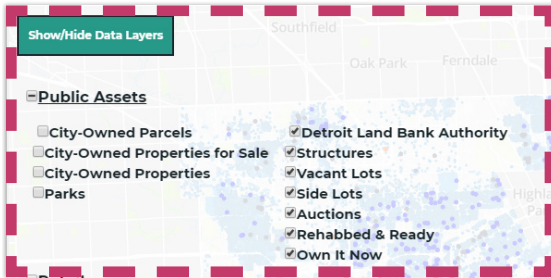 Show/Hide Data Layers
Southfield
Oak Park
Ferndale
Public Assets
City-Owned Parcels
City-Owned Properties for Sale
City-Owned Properties
Parks
Detroit Land Bank Authority
Structures
Vacant Lots
Side Lots
Auctions
Rehabbed & Ready
Own It Now